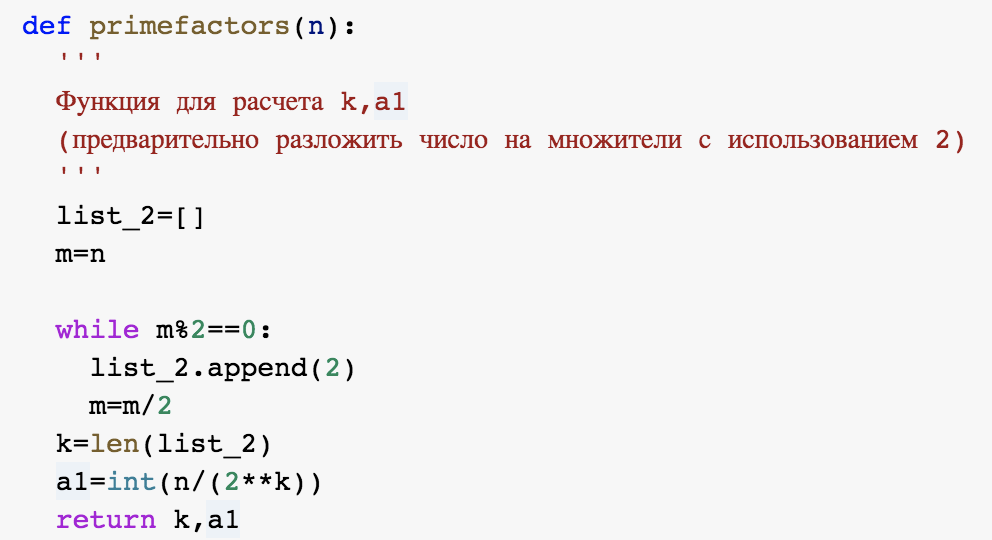 def primefactors(n):
  '''
  Функция для расчета k,a1
  (предварительно разложить число на множители с использованием 2)
  '''
  list_2=[]
  m=n

  while m%2==0:
    list_2.append(2)
    m=m/2
  k=len(list_2)
  a1=int(n/(2**k))
  return k,a1